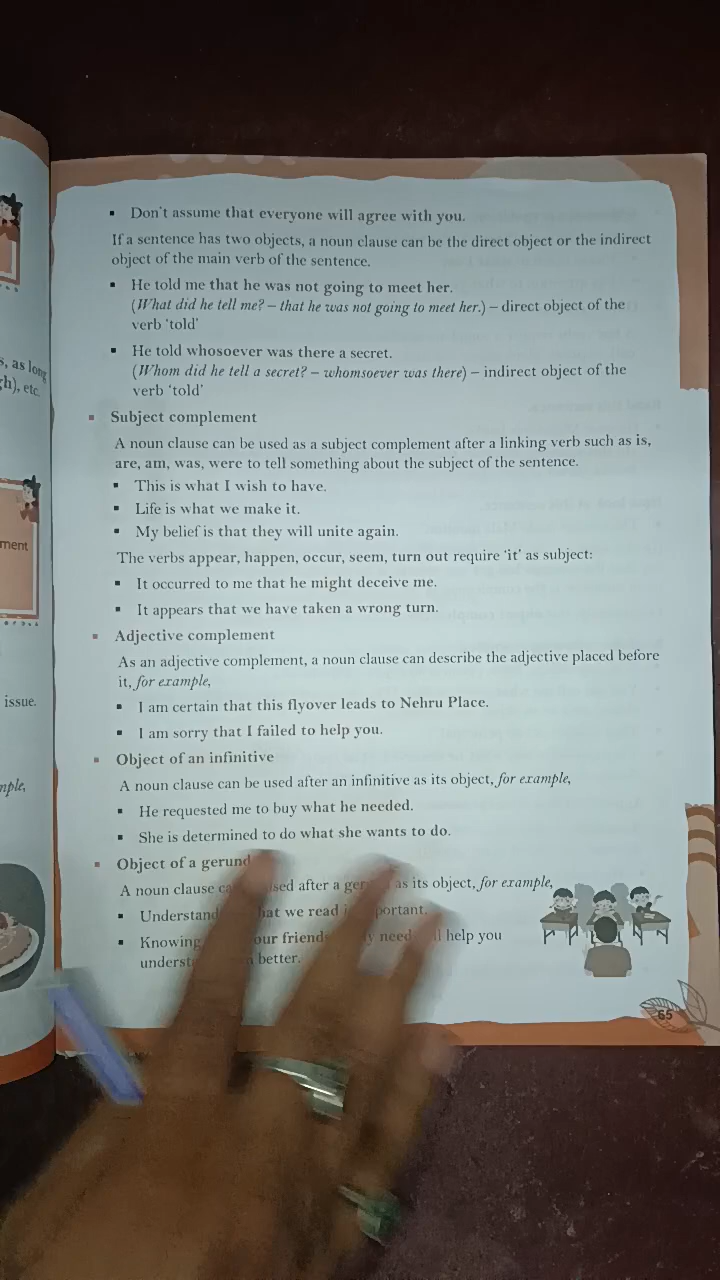 ▪ Don't assume that everyone will agree with you.
If a sentence has two objects, a noun clause can be the direct object or the indirect
object of the main verb of the sentence.
▪ He told me that he was not going to meet her.
(What did he tell me? – that he was not going to meet her.) – direct object of the
verb 'told'
▪ He told whosoever was there a secret.
(Whom did he tell a secret? – whomsoever was there) – indirect object of the
verb 'told'
▪ Subject complement
A noun clause can be used as a subject complement after a linking verb such as is,
are, am, was, were to tell something about the subject of the sentence.
▪ This is what I wish to have.
▪ Life is what we make it.
▪ My belief is that they will unite again.
The verbs appear, happen, occur, seem, turn out require 'it' as subject:
▪ It occurred to me that he might deceive me.
▪ It appears that we have taken a wrong turn.
▪ Adjective complement
As an adjective complement, a noun clause can describe the adjective placed before
it, for example,
▪ I am certain that this flyover leads to Nehru Place.
▪ I am sorry that I failed to help you.
▪ Object of an infinitive
A noun clause can be used after an infinitive as its object, for example,
▪ He requested me to buy what he needed.
▪ She is determined to do what she wants to do.
▪ Object of a gerund
A noun clause used after a as its object, for example,
▪ we read
▪ Knowing help you
better.
65
s, as long
gh), etc.
ment
issue.
mple,